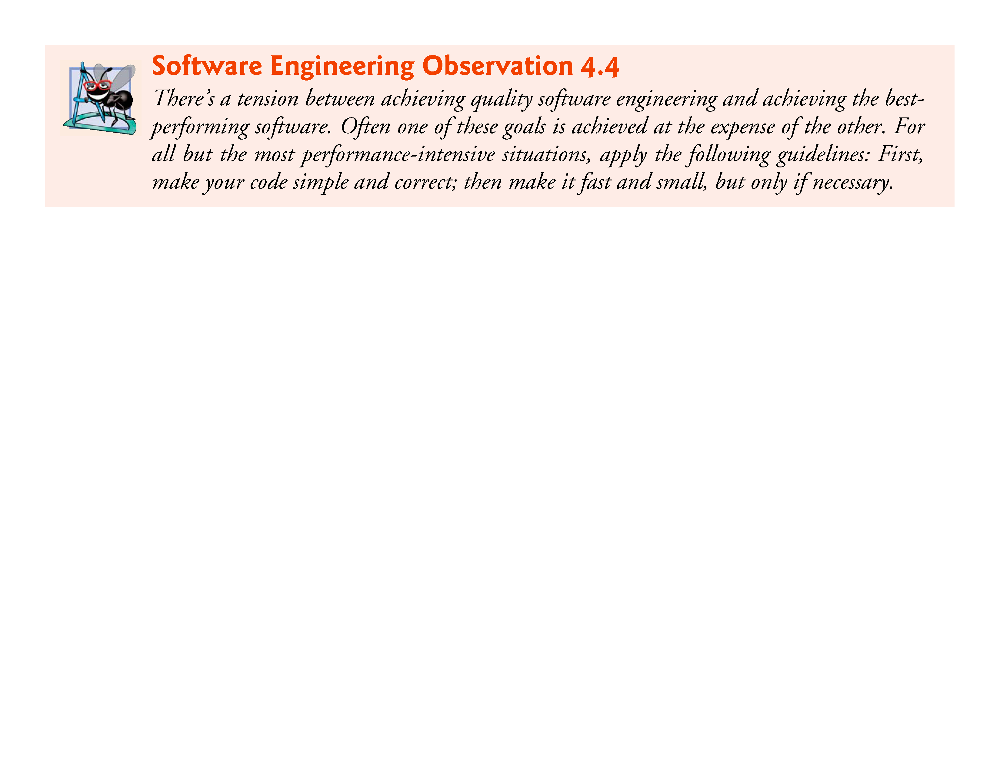 Software Engineering Observation 4.4
There’s a tension between achieving quality software engineering and achieving the best-
performing software. Often one of these goals is achieved at the expense of the other. For
all but the most performance-intensive situations, apply the following guidelines: First,
make your code simple and correct; then make it fast and small, but only if necessary.